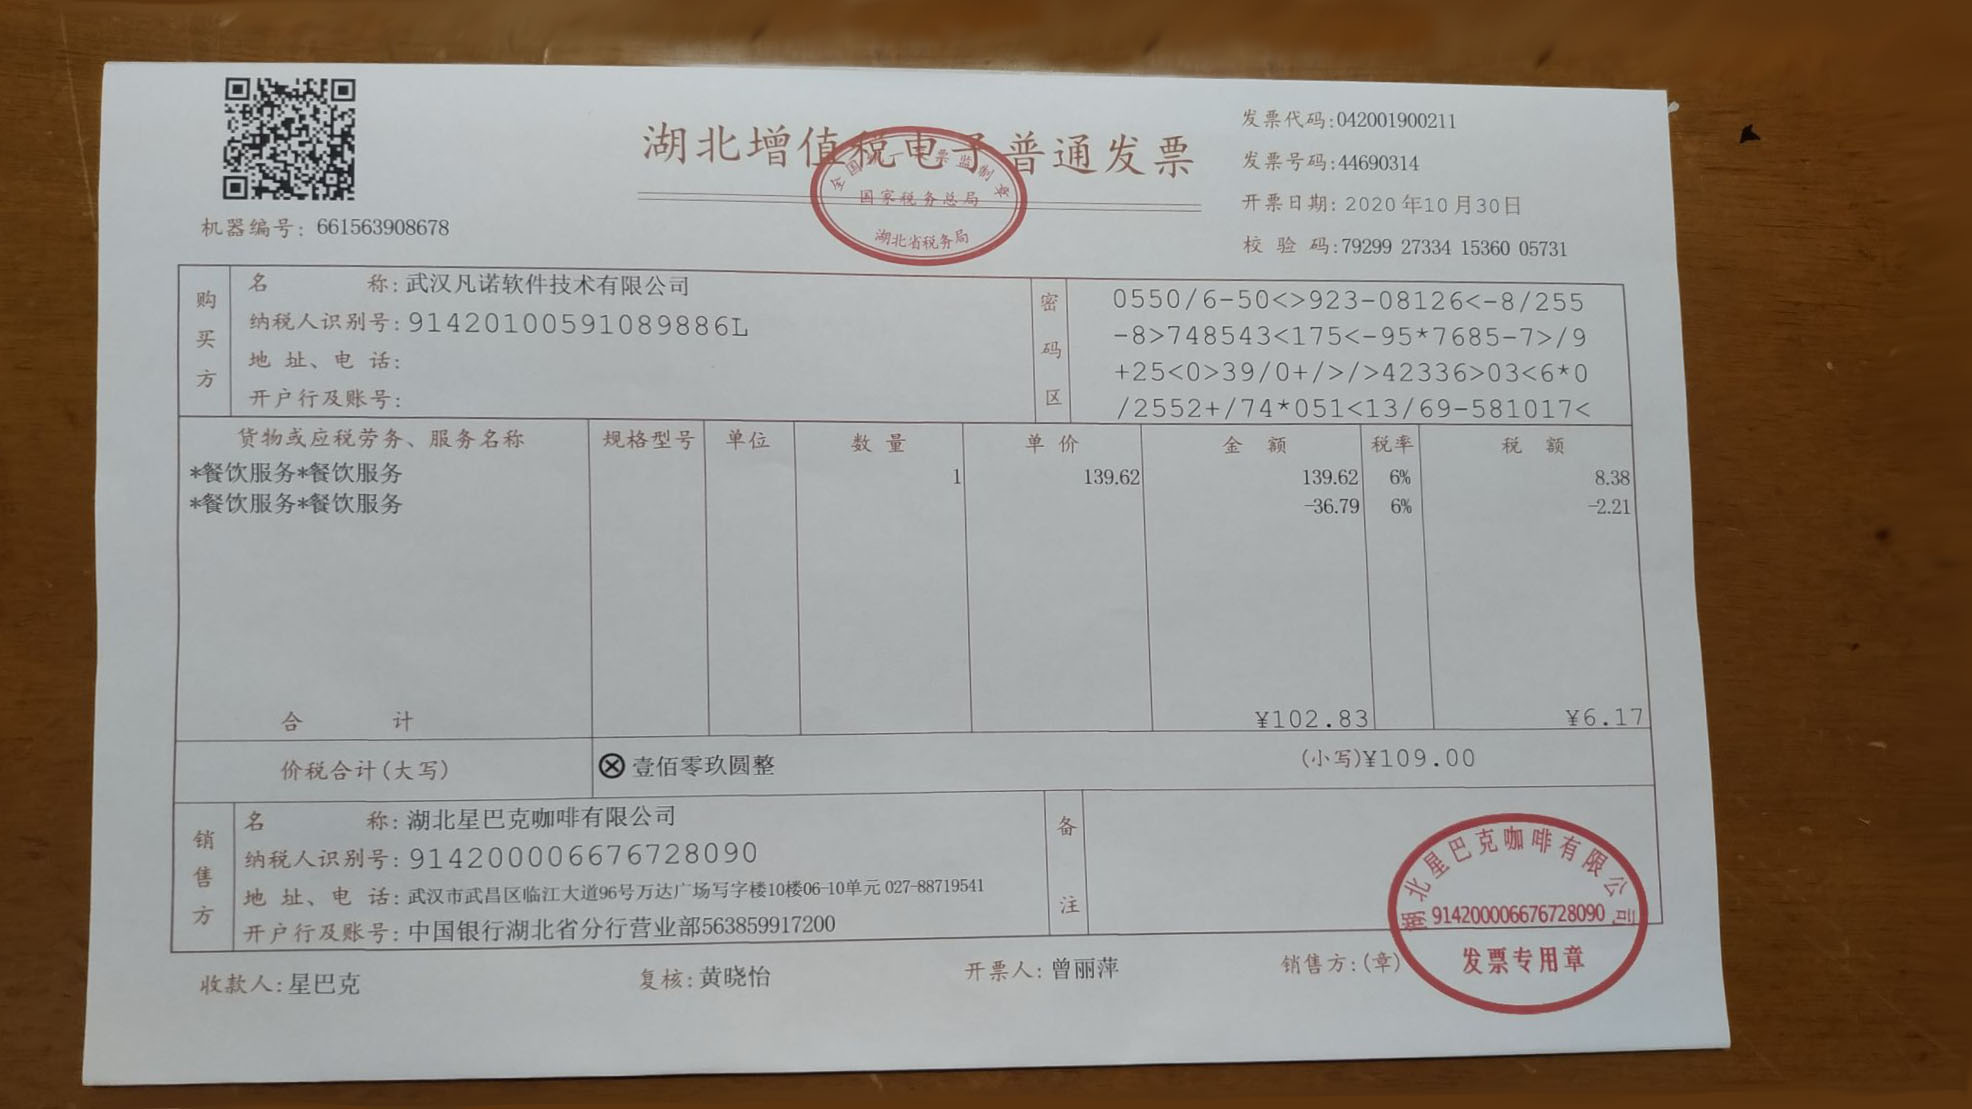 湖北增值税电子普通发票
国家税务总局
湖北省税务局
发票代码:042001900211
发票号码:44690314
开票日期: 2020 年10 月30日
校 验 码:79299 27334 15360 05731
机器编号: 661563908678
购买方
名 称: 武汉凡诺软件技术有限公司
纳税人识别号: 91420100591089886L
地 址、电 话:
开户行及账号:
密码区
0550/6-50<>923-08126<-8/255
-8>748543<175<-95*7685-7>/9
+25<0>39/0+/>/>42336>03<6*0
/2552+/74*051<13/69-581017<
货物或应税劳务、服务名称 规格型号 单位 数 量 单 价 金 额 税率 税 额
*餐饮服务*餐饮服务 1 139.62 139.62 6% 8.38
*餐饮服务*餐饮服务 -36.79 6% -2.21
合 计 ¥102.83 ¥6.17
价税合计(大写) ⊗ 壹佰零玖圆整 (小写)¥109.00
销售方
名 称: 湖北星巴克咖啡有限公司
纳税人识别号: 914200006676728090
地 址、电 话: 武汉市武昌区临江大道96号万达广场写字楼10楼06-10单元 027-88719541
开户行及账号: 中国银行湖北省分行营业部563859917200
备注
收款人: 星巴克 复核: 黄晓怡 开票人: 曾丽萍 销售方:(章)
湖北星巴克咖啡有限公司
914200006676728090
发票专用章